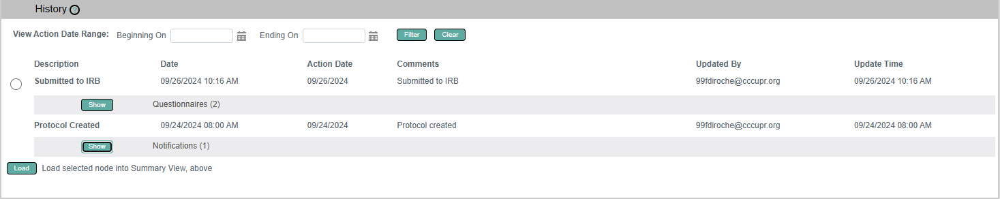 History ?
View Action Date Range: Beginning On Ending On Filter Clear
Description Date Action Date Comments Updated By Update Time
Submitted to IRB 09/26/2024 10:16 AM 09/26/2024 Submitted to IRB 99fdiroche@cccupr.org 09/26/2024 10:16 AM
Show Questionnaires (2)
Protocol Created 09/24/2024 08:00 AM 09/24/2024 Protocol created 99fdiroche@cccupr.org 09/24/2024 08:00 AM
Show Notifications (1)
Load Load selected node into Summary View, above